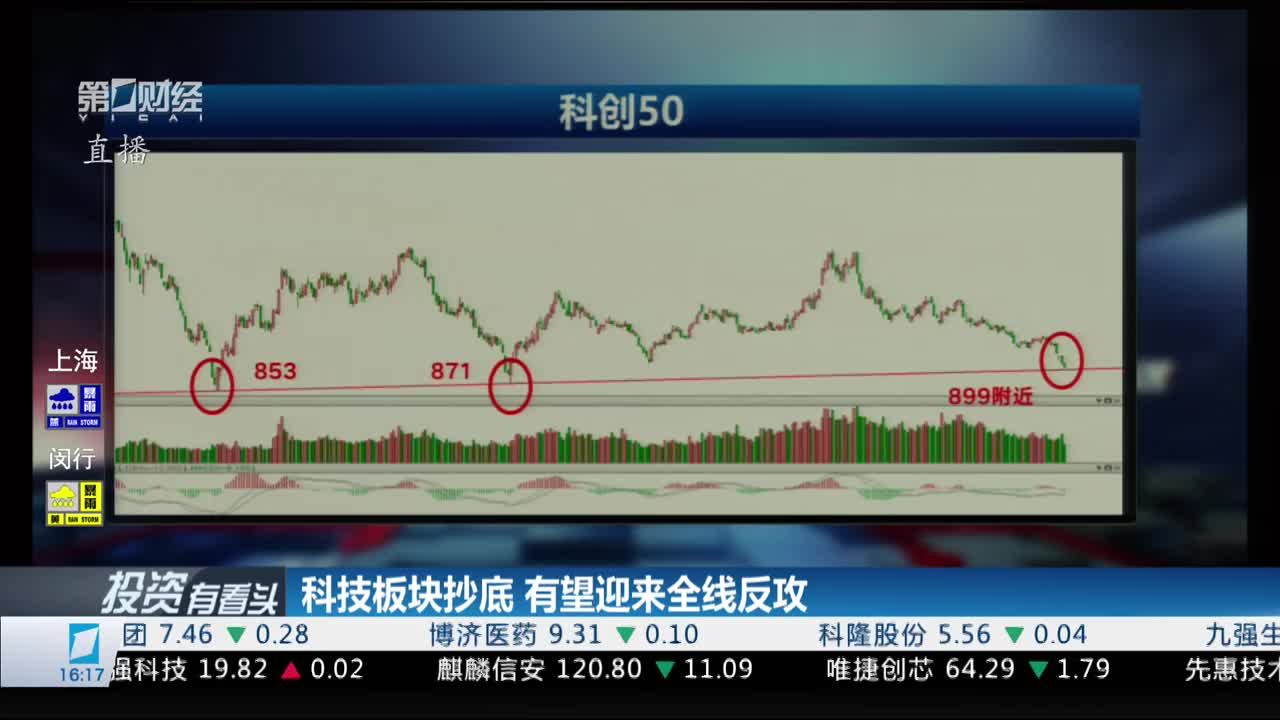 第一财经
YICAI
直播
科创50
853
871
899附近
上海
暴雨
蓝 RAIN STORM
闵行
暴雨
黄 RAIN STORM
投资有看头
科技板块抄底 有望迎来全线反攻
团 7.46 ▼ 0.28 博济医药 9.31 ▼ 0.10 科隆股份 5.56 ▼ 0.04 九强生
16:17
强科技 19.82 ▲ 0.02 麒麟信安 120.80 ▼ 11.09 唯捷创芯 64.29 ▼ 1.79 先惠技术